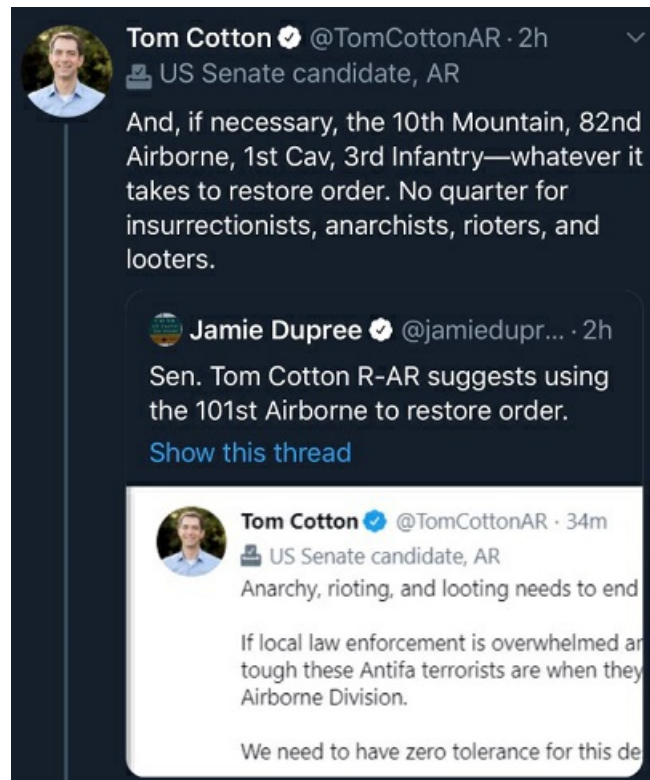 Tom Cotton @TomCottonAR · 2h
US Senate candidate, AR
And, if necessary, the 10th Mountain, 82nd
Airborne, 1st Cav, 3rd Infantry—whatever it
takes to restore order. No quarter for
insurrectionists, anarchists, rioters, and
looters.
Jamie Dupree @jamiedupr... · 2h
Sen. Tom Cotton R-AR suggests using
the 101st Airborne to restore order.
Show this thread
Tom Cotton @TomCottonAR · 34m
US Senate candidate, AR
Anarchy, rioting, and looting needs to end
If local law enforcement is overwhelmed
tough these Antifa terrorists are when they
Airborne Division.
We need to have zero tolerance for this